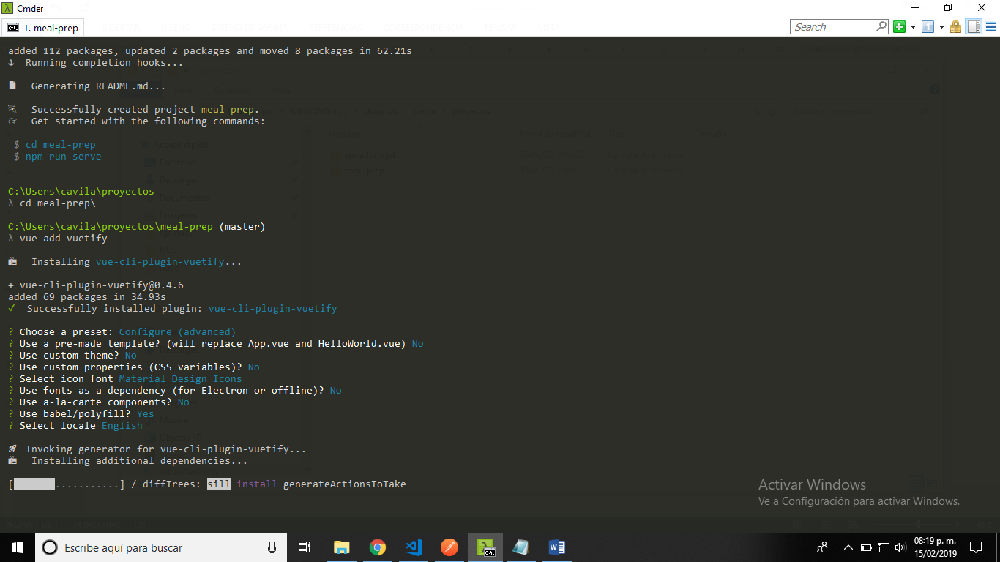 Cmder
1. meal-prep
Search
added 112 packages, updated 2 packages and moved 8 packages in 62.21s
⚓  Running completion hooks...
📄  Generating README.md...
🎉  Successfully created project meal-prep.
👉  Get started with the following commands:
$ cd meal-prep
$ npm run serve
C:\Users\cavila\proyectos
λ cd meal-prep\
C:\Users\cavila\proyectos\meal-prep (master)
λ vue add vuetify
📦  Installing vue-cli-plugin-vuetify...
+ vue-cli-plugin-vuetify@0.4.6
added 69 packages in 34.93s
✓  Successfully installed plugin: vue-cli-plugin-vuetify
? Choose a preset: Configure (advanced)
? Use a pre-made template? (will replace App.vue and HelloWorld.vue) No
? Use custom theme? No
? Use custom properties (CSS variables)? No
? Select icon font Material Design Icons
? Use fonts as a dependency (for Electron or offline)? No
? Use a-la-carte components? No
? Use babel/polyfill? Yes
? Select locale English
🚀  Invoking generator for vue-cli-plugin-vuetify...
📦  Installing additional dependencies...
[       ...........] / diffTrees: sill install generateActionsToTake
Activar Windows
Ve a Configuración para activar Windows.
Escribe aquí para buscar
08:19 p. m.
15/02/2019